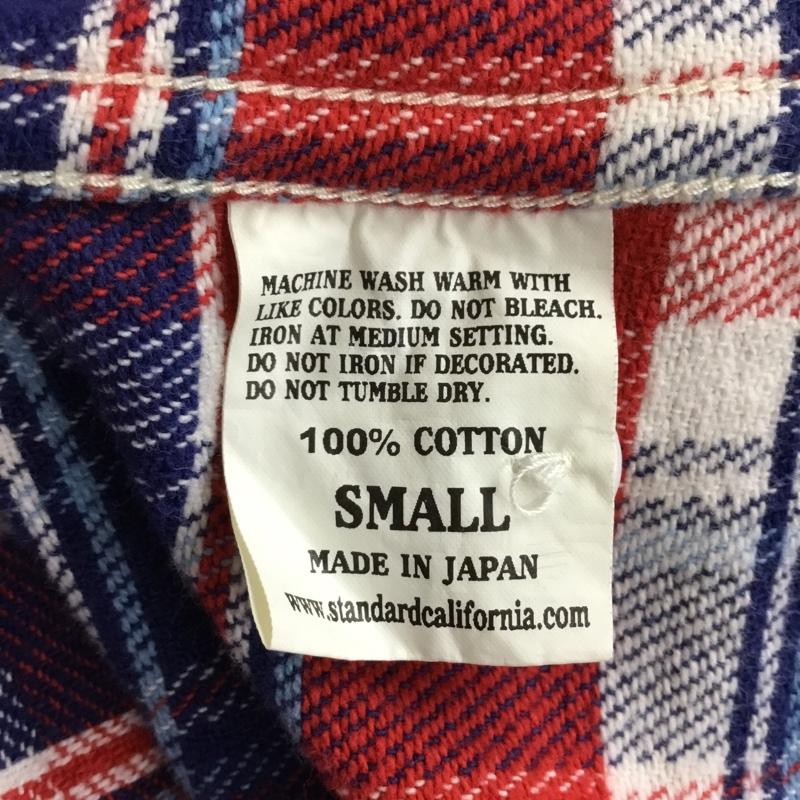 MACHINE WASH WARM WITH
LIKE COLORS. DO NOT BLEACH.
IRON AT MEDIUM SETTING.
DO NOT IRON IF DECORATED.
DO NOT TUMBLE DRY.
100% COTTON
SMALL
MADE IN JAPAN
www.standardcalifornia.com